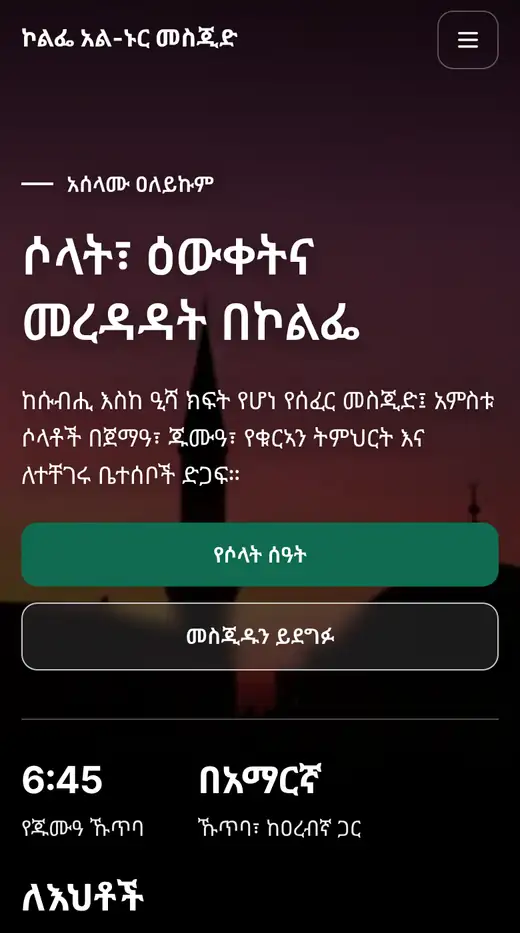 ኮልፌ አል-ኑር መስጂድ
አሰላሙ ዐለይኩም
ሶላት፣ ዕውቀትና
መረዳዳት በኮልፌ
ከሱብሒ እስከ ዒሻ ክፍት የሆነ የሰፈር መስጂድ፤ አምስቱ
ሶላቶች በጀማዓ፣ ጁሙዓ፣ የቁርኣን ትምህርት እና
ለተቸገሩ ቤተሰቦች ድጋፍ።
የሶላት ሰዓት
መስጂዱን ይደግፉ
6:45
የጁሙዓ ኹጥባ
በአማርኛ
ኹጥባ፣ ከዐረብኛ ጋር
ለእህቶች